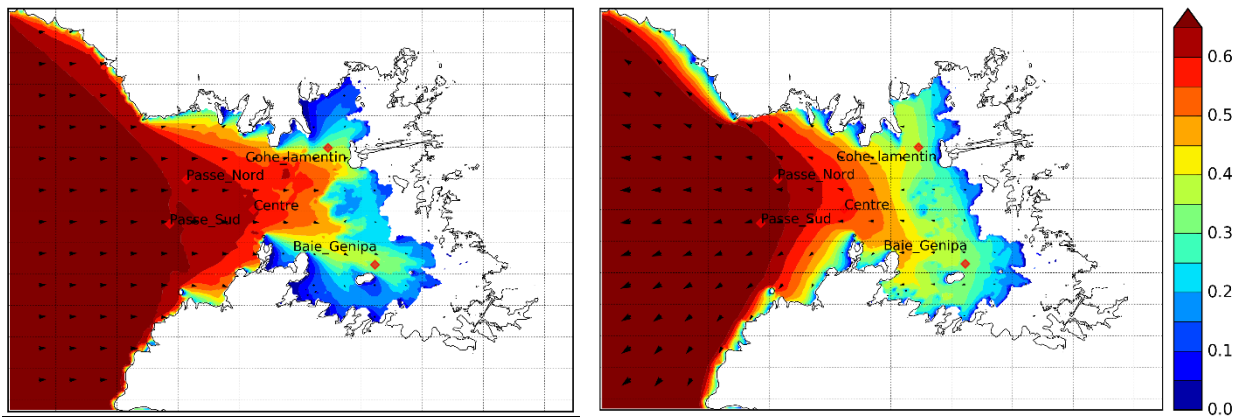 Cohe_lamentin
Passe_Nord
Centre
Passe_Sud
Baie_Genipa
Cohe_lamentin
Passe_Nord
Centre
Passe_Sud
Baie_Genipa
0.6
0.5
0.4
0.3
0.2
0.1
0.0